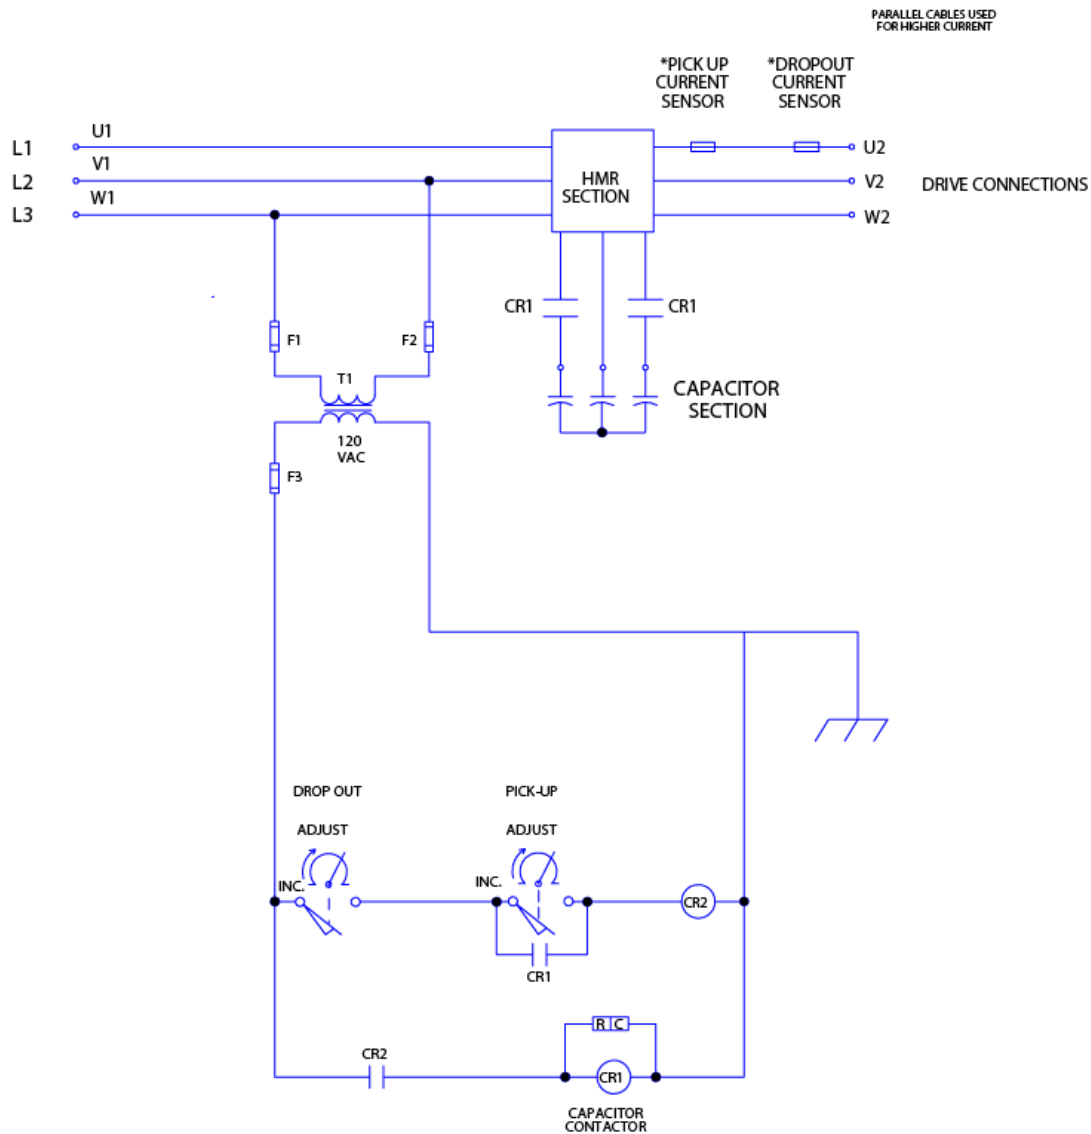 PARALLEL CABLES USED
FOR HIGHER CURRENT
*PICK UP
CURRENT
SENSOR
*DROPOUT
CURRENT
SENSOR
L1
U1
U2
L2
V1
HMR
SECTION
V2
DRIVE CONNECTIONS
L3
W1
W2
CR1
CR1
F1
F2
T1
CAPACITOR
SECTION
120
VAC
F3
DROP OUT
ADJUST
INC.
PICK-UP
ADJUST
INC.
CR2
CR1
R C
CR2
CR1
CAPACITOR
CONTACTOR